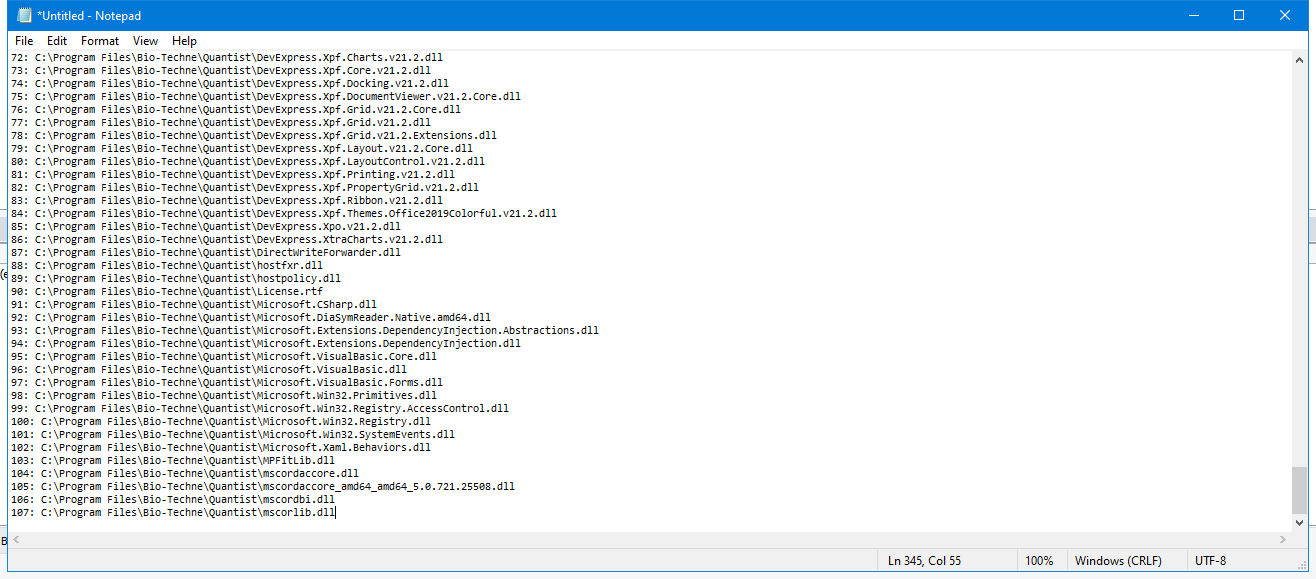 *Untitled - Notepad
File Edit Format View Help
72: C:\Program Files\Bio-Techne\Quantist\DevExpress.Xpf.Charts.v21.2.dll
73: C:\Program Files\Bio-Techne\Quantist\DevExpress.Xpf.Core.v21.2.dll
74: C:\Program Files\Bio-Techne\Quantist\DevExpress.Xpf.Docking.v21.2.dll
75: C:\Program Files\Bio-Techne\Quantist\DevExpress.Xpf.DocumentViewer.v21.2.Core.dll
76: C:\Program Files\Bio-Techne\Quantist\DevExpress.Xpf.Grid.v21.2.Core.dll
77: C:\Program Files\Bio-Techne\Quantist\DevExpress.Xpf.Grid.v21.2.dll
78: C:\Program Files\Bio-Techne\Quantist\DevExpress.Xpf.Grid.v21.2.Extensions.dll
79: C:\Program Files\Bio-Techne\Quantist\DevExpress.Xpf.Layout.v21.2.Core.dll
80: C:\Program Files\Bio-Techne\Quantist\DevExpress.Xpf.LayoutControl.v21.2.dll
81: C:\Program Files\Bio-Techne\Quantist\DevExpress.Xpf.Printing.v21.2.dll
82: C:\Program Files\Bio-Techne\Quantist\DevExpress.Xpf.PropertyGrid.v21.2.dll
83: C:\Program Files\Bio-Techne\Quantist\DevExpress.Xpf.Ribbon.v21.2.dll
84: C:\Program Files\Bio-Techne\Quantist\DevExpress.Xpf.Themes.Office2019Colorful.v21.2.dll
85: C:\Program Files\Bio-Techne\Quantist\DevExpress.Xpo.v21.2.dll
86: C:\Program Files\Bio-Techne\Quantist\DevExpress.XtraCharts.v21.2.dll
87: C:\Program Files\Bio-Techne\Quantist\DirectWriteForwarder.dll
88: C:\Program Files\Bio-Techne\Quantist\hostfxr.dll
89: C:\Program Files\Bio-Techne\Quantist\hostpolicy.dll
90: C:\Program Files\Bio-Techne\Quantist\License.rtf
91: C:\Program Files\Bio-Techne\Quantist\Microsoft.CSharp.dll
92: C:\Program Files\Bio-Techne\Quantist\Microsoft.DiaSymReader.Native.amd64.dll
93: C:\Program Files\Bio-Techne\Quantist\Microsoft.Extensions.DependencyInjection.Abstractions.dll
94: C:\Program Files\Bio-Techne\Quantist\Microsoft.Extensions.DependencyInjection.dll
95: C:\Program Files\Bio-Techne\Quantist\Microsoft.VisualBasic.Core.dll
96: C:\Program Files\Bio-Techne\Quantist\Microsoft.VisualBasic.dll
97: C:\Program Files\Bio-Techne\Quantist\Microsoft.VisualBasic.Forms.dll
98: C:\Program Files\Bio-Techne\Quantist\Microsoft.Win32.Primitives.dll
99: C:\Program Files\Bio-Techne\Quantist\Microsoft.Win32.Registry.AccessControl.dll
100: C:\Program Files\Bio-Techne\Quantist\Microsoft.Win32.Registry.dll
101: C:\Program Files\Bio-Techne\Quantist\Microsoft.Win32.SystemEvents.dll
102: C:\Program Files\Bio-Techne\Quantist\Microsoft.Xaml.Behaviors.dll
103: C:\Program Files\Bio-Techne\Quantist\MPFitLib.dll
104: C:\Program Files\Bio-Techne\Quantist\mscordaccore.dll
105: C:\Program Files\Bio-Techne\Quantist\mscordaccore_amd64_amd64_5.0.721.25508.dll
106: C:\Program Files\Bio-Techne\Quantist\mscordbi.dll
107: C:\Program Files\Bio-Techne\Quantist\mscorlib.dll
Ln 345, Col 55 100% Windows (CRLF) UTF-8